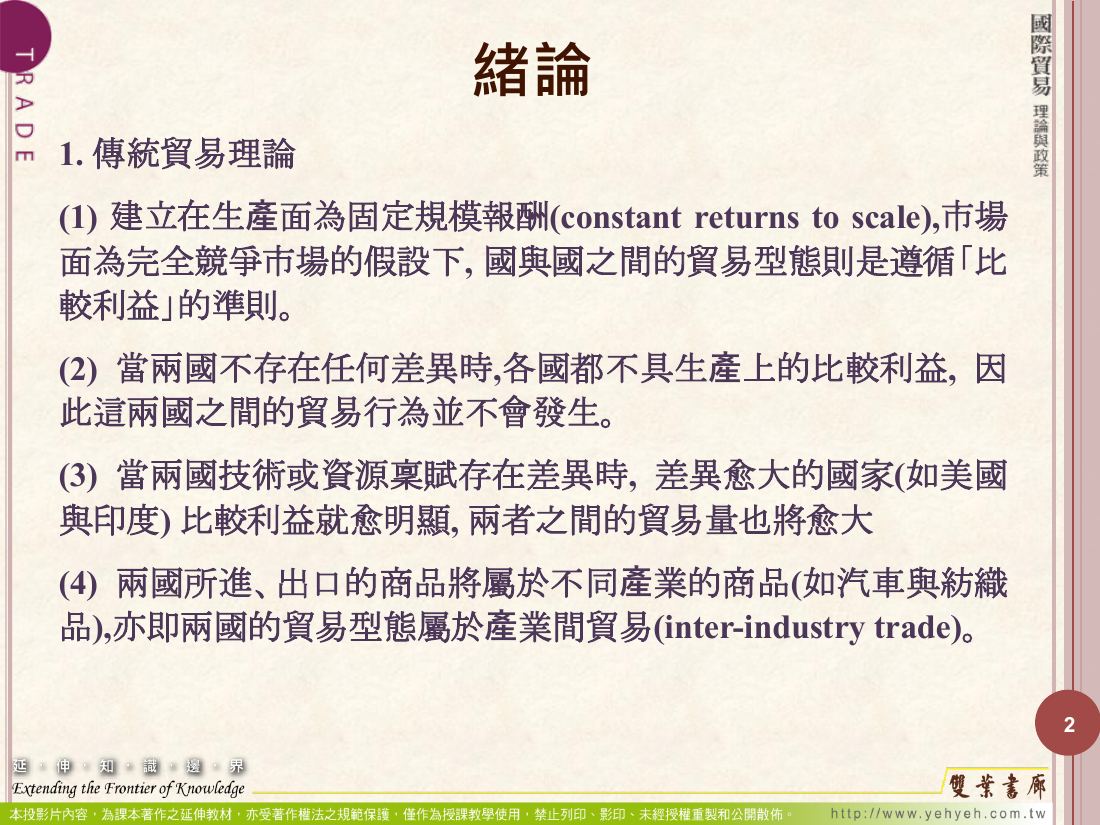 TRADE
國際貿易 理論與政策
緒論
1. 傳統貿易理論
(1) 建立在生產面為固定規模報酬(constant returns to scale),市場
面為完全競爭市場的假設下, 國與國之間的貿易型態則是遵循「比
較利益」的準則。
(2) 當兩國不存在任何差異時,各國都不具生產上的比較利益, 因
此這兩國之間的貿易行為並不會發生。
(3) 當兩國技術或資源稟賦存在差異時, 差異愈大的國家(如美國
與印度) 比較利益就愈明顯, 兩者之間的貿易量也將愈大
(4) 兩國所進、出口的商品將屬於不同產業的商品(如汽車與紡織
品),亦即兩國的貿易型態屬於產業間貿易(inter-industry trade)。
2
延。伸。知。識。邊。界
Extending the Frontier of Knowledge
雙葉書廊
本投影片內容,為課本著作之延伸教材,亦受著作權法之規範保護,僅作為授課教學使用,禁止列印、影印、未經授權重製和公開散佈。
http://www.yehyeh.com.tw